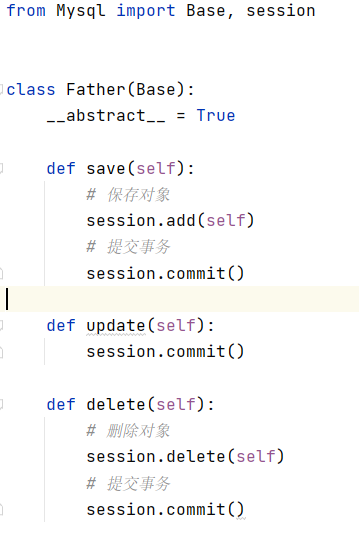 from Mysql import Base, session
class Father(Base):
    __abstract__ = True
    def save(self):
        # 保存对象
        session.add(self)
        # 提交事务
        session.commit()
    def update(self):
        session.commit()
    def delete(self):
        # 删除对象
        session.delete(self)
        # 提交事务
        session.commit()